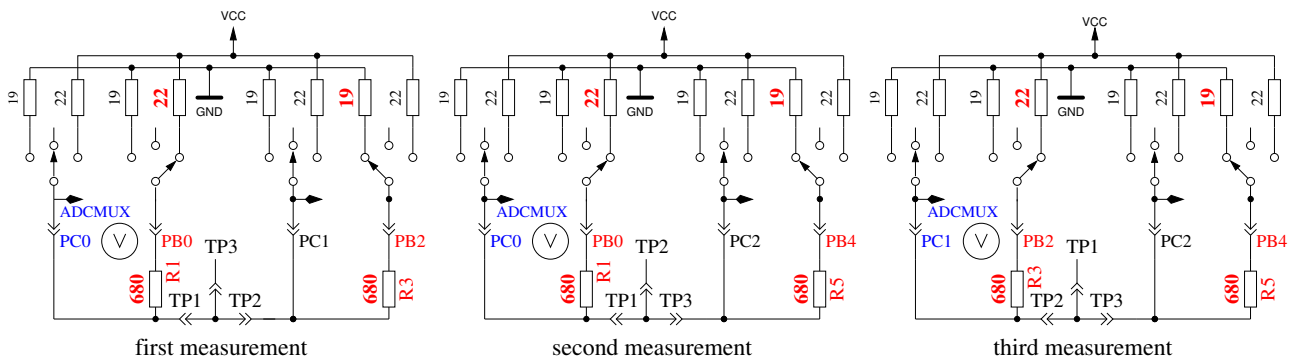 VCC
19
22
19
22
GND
19
22
19
22
ADCMUX
PC0
V
PB0
TP3
PC1
PB2
680
R1
TP1
TP2
680
R3
first measurement
VCC
19
22
19
22
GND
19
22
19
22
ADCMUX
PC0
V
PB0
TP2
PC2
PB4
680
R1
TP1
TP3
680
R5
second measurement
VCC
19
22
19
22
GND
19
22
19
22
ADCMUX
PC1
V
PB2
TP1
PC2
PB4
680
R3
TP2
TP3
680
R5
third measurement